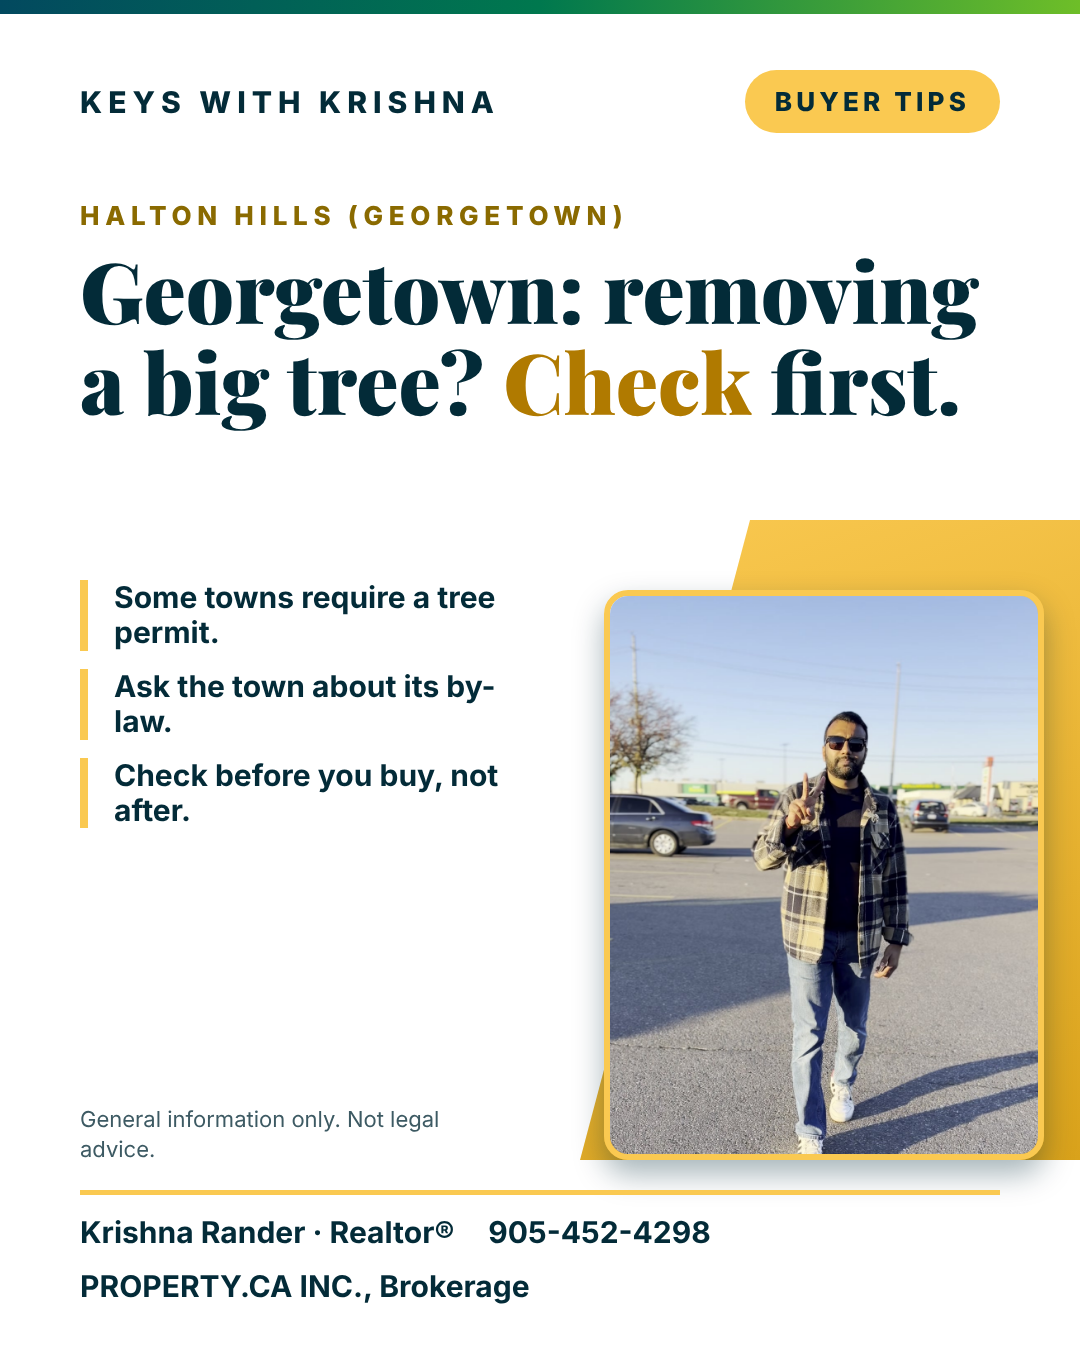 KEYS WITH KRISHNA
BUYER TIPS
HALTON HILLS (GEORGETOWN)
Georgetown: removing
a big tree? Check first.
Some towns require a tree
permit.
Ask the town about its by-
law.
Check before you buy, not
after.
General information only. Not legal
advice.
Krishna Rander · Realtor® 905-452-4298
PROPERTY.CA INC., Brokerage